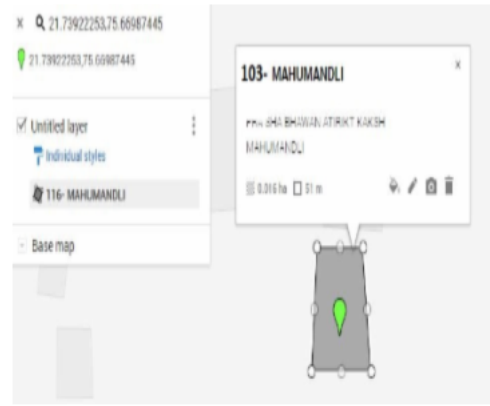 × 21.73922253,75.66987445
21.73922253,75.66987445
Untitled layer
Individual styles
116- MAHUMANDLI
Base map
103- MAHUMANDLI
×
BHAWAN ATIRIKT KAKSH
MAHUMANDLI
0.016 ha 51 m